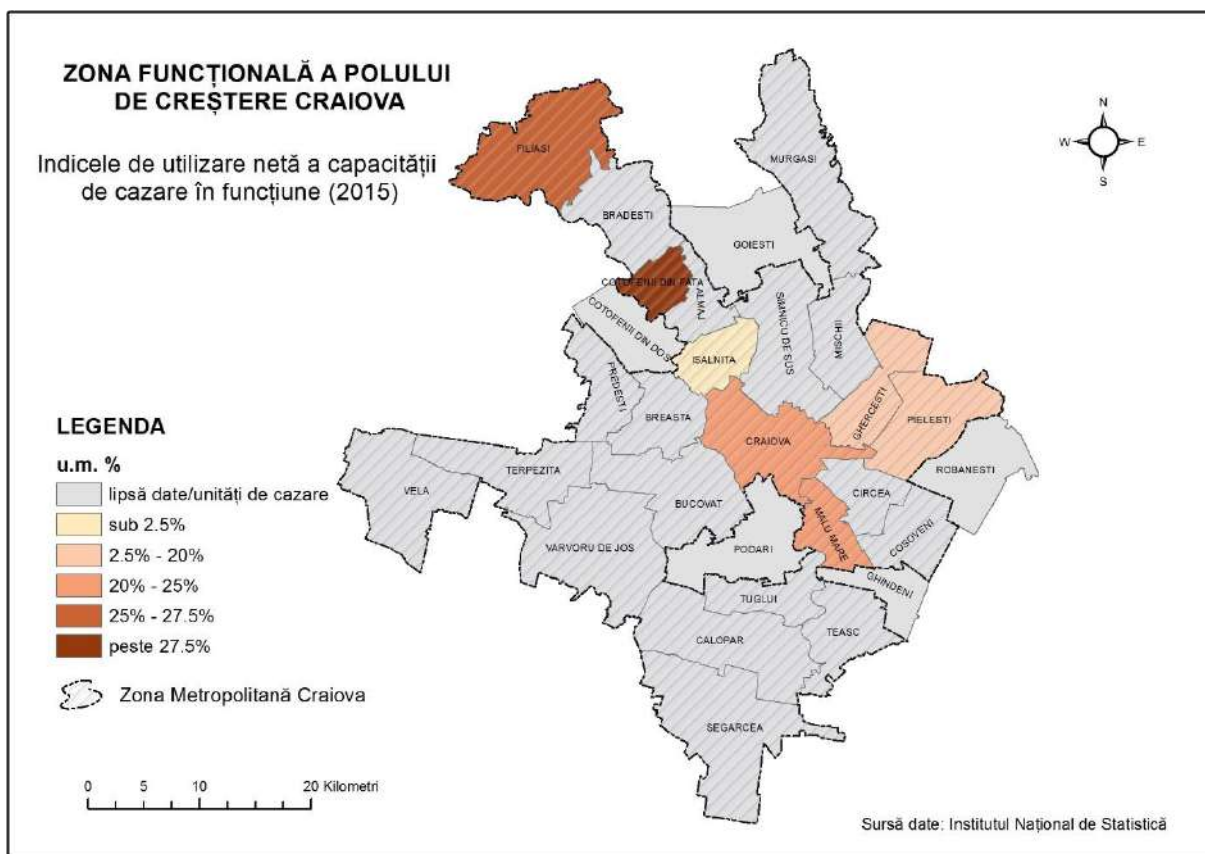 ZONA FUNCȚIONALĂ A POLULUI
DE CREȘTERE CRAIOVA
Indicele de utilizare netă a capacității
de cazare în funcțiune (2015)
N
W
E
S
FILIASI
MURGASI
BRADESTI
GOIESTI
COTOFENII DIN FATA
ALMAJ
COTOFENII DIN DOS
SIMNICU DE SUS
MISCHII
ISALNITA
PREDESTI
BREASTA
GHERCESTI
PIELESTI
CRAIOVA
ROBANESTI
TERPEZITA
VELA
BUCOVAT
CIRCEA
MALU MARE
COSOVENI
VARVORU DE JOS
PODARI
GHINDENI
TUGLUI
CALOPAR
TEASC
SEGARCEA
LEGENDA
u.m. %
lipsă date/unități de cazare
sub 2.5%
2.5% - 20%
20% - 25%
25% - 27.5%
peste 27.5%
Zona Metropolitană Craiova
0 5 10 20 Kilometri
Sursă date: Institutul Național de Statistică